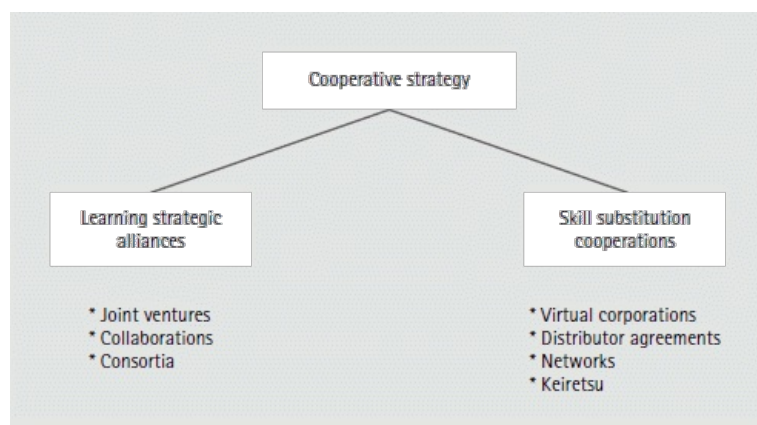 Cooperative strategy
Learning strategic
alliances
* Joint ventures
* Collaborations
* Consortia
Skill substitution
cooperations
* Virtual corporations
* Distributor agreements
* Networks
* Keiretsu